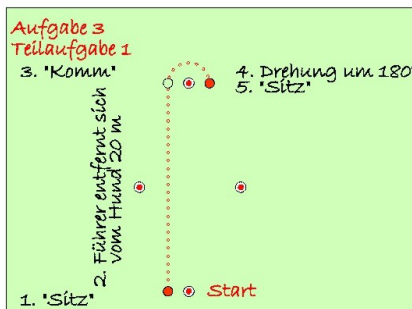 Aufgabe 3
Teilaufgabe 1
3. "Komm"
4. Drehung um 180°
5. "Sitz"
2. Führer entfernt sich
vom Hund 20 m
1. "Sitz"
Start